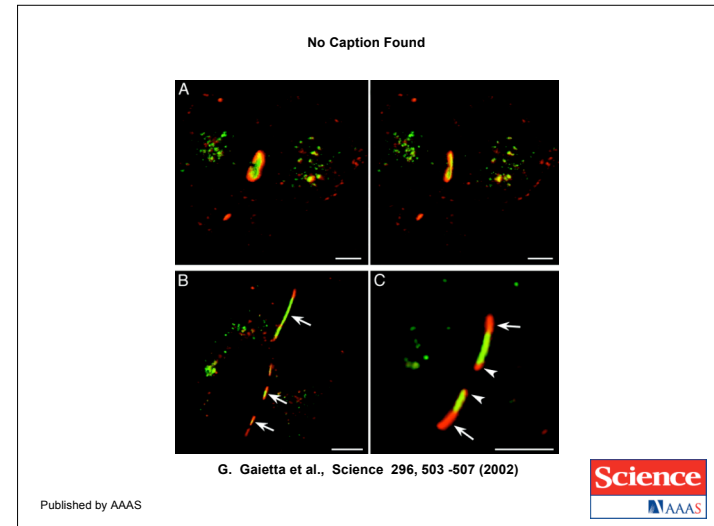 No Caption Found
A
B
C
G. Gaietta et al., Science 296, 503 -507 (2002)
Published by AAAS
Science
AAAS